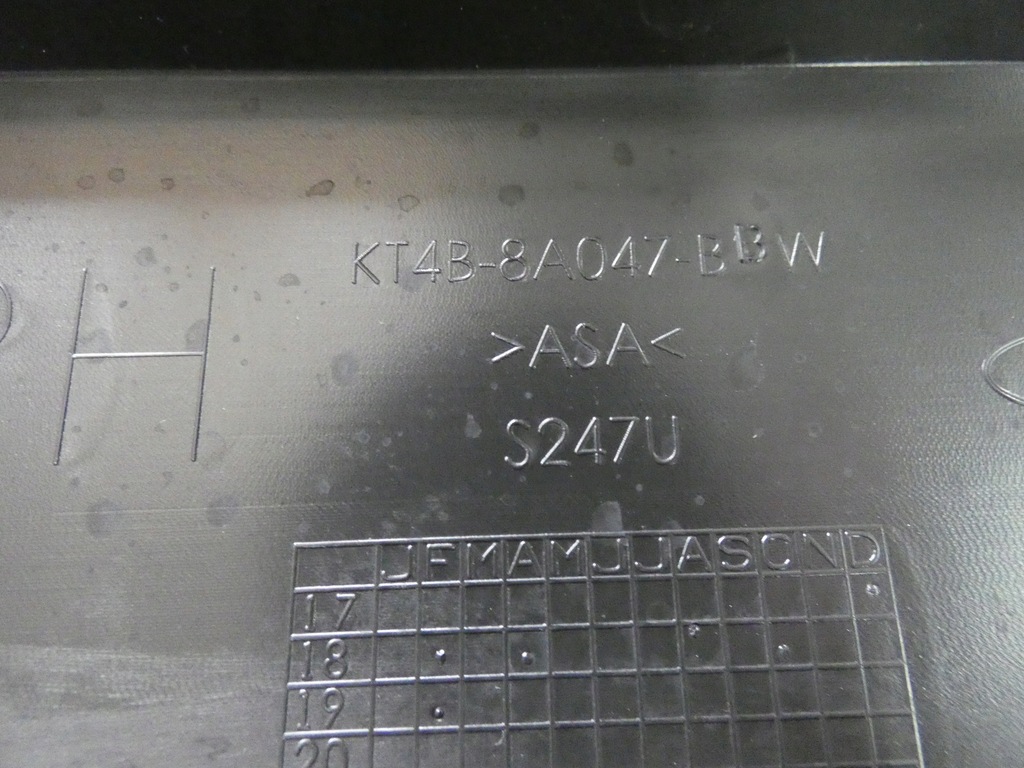 KT4B-8A047-BBW
H
>ASA<
S247U
J F M A M J J A S O N D
17
18
19
20